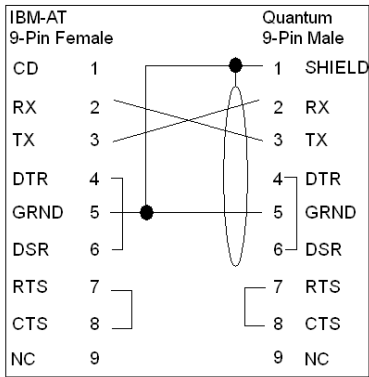 IBM-AT Quantum
9-Pin Female 9-Pin Male
CD 1 1 SHIELD
RX 2 2 RX
TX 3 3 TX
DTR 4 4 DTR
GRND 5 5 GRND
DSR 6 6 DSR
RTS 7 7 RTS
CTS 8 8 CTS
NC 9 9 NC